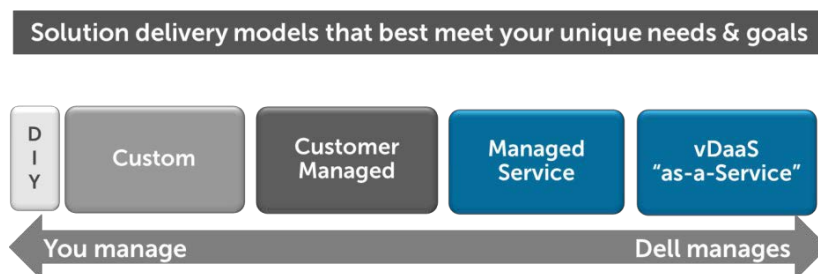 Solution delivery models that best meet your unique needs & goals
D
I
Y
Custom
Customer
Managed
Managed
Service
vDaaS
“as-a-Service”
You manage
Dell manages